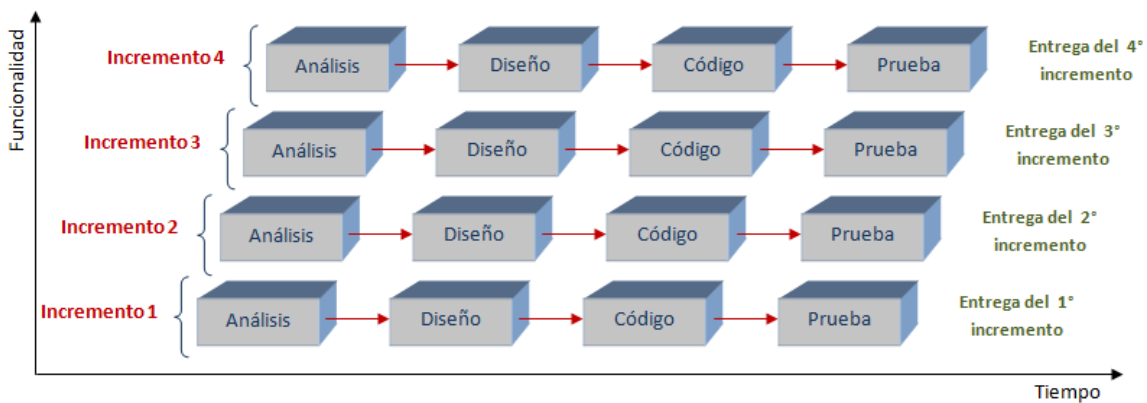 Funcionalidad
Incremento 4
Análisis
Diseño
Código
Prueba
Entrega del 4°
incremento
Incremento 3
Análisis
Diseño
Código
Prueba
Entrega del 3°
incremento
Incremento 2
Análisis
Diseño
Código
Prueba
Entrega del 2°
incremento
Incremento 1
Análisis
Diseño
Código
Prueba
Entrega del 1°
incremento
Tiempo